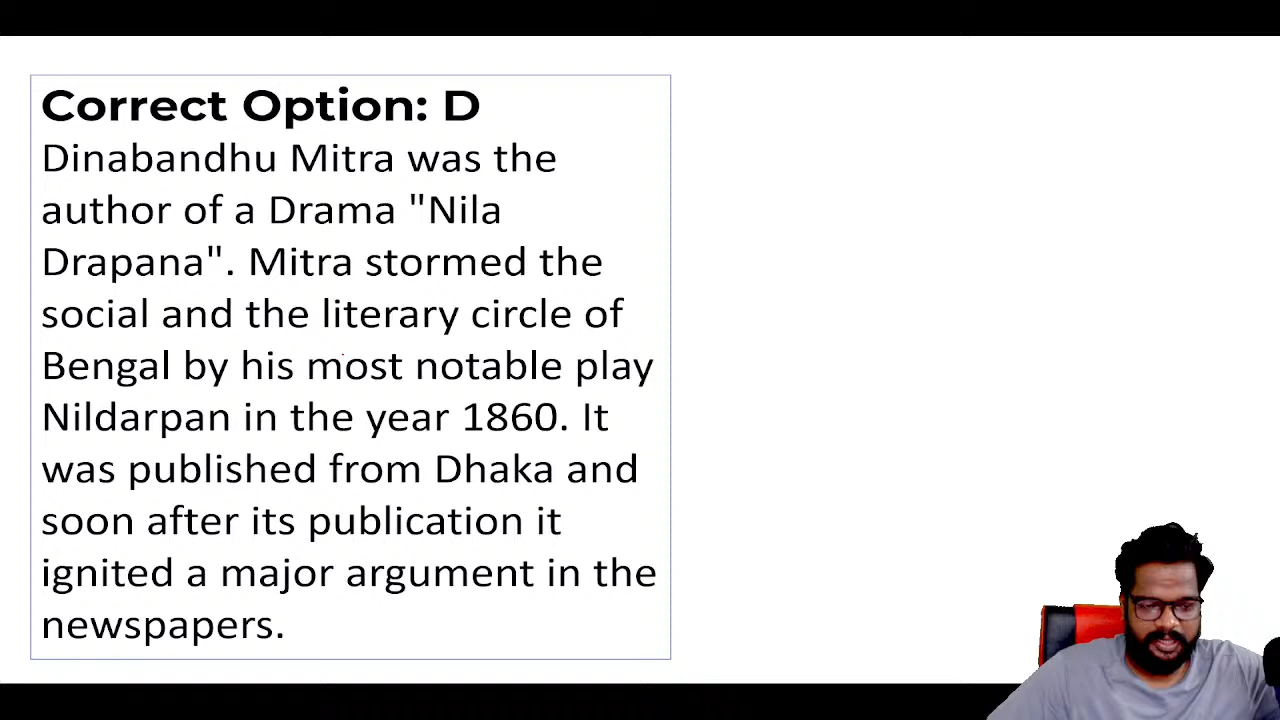 Correct Option: D
Dinabandhu Mitra was the
author of a Drama "Nila
Drapana". Mitra stormed the
social and the literary circle of
Bengal by his most notable play
Nildarpan in the year 1860. It
was published from Dhaka and
soon after its publication it
ignited a major argument in the
newspapers.